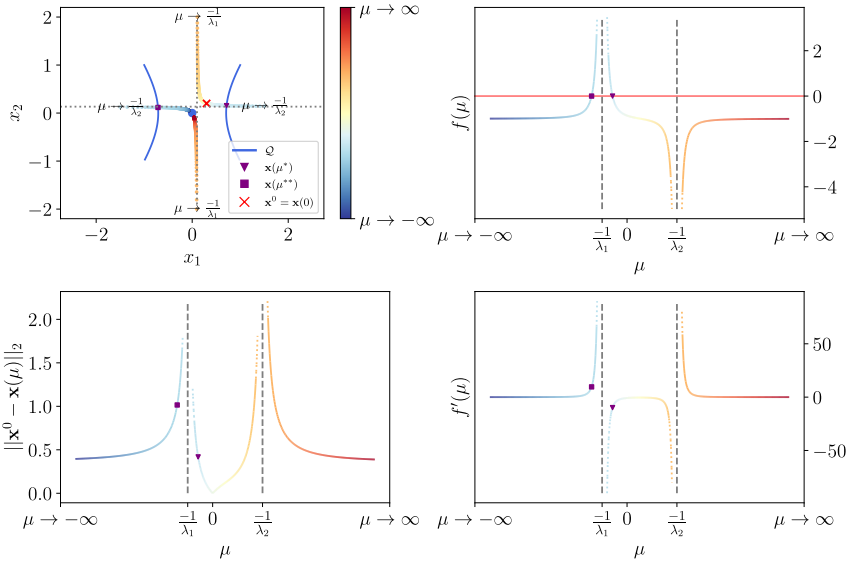 μ → −1/λ₁
μ → ∞
2
1
0
−1
−2
x₂
μ → −1/λ₂
μ → −1/λ₂
𝒬
x(μ*)
x(μ**)
x⁰ = x(0)
μ → −1/λ₁
−2
0
2
x₁
μ → −∞
f(μ)
2
0
−2
−4
μ → −∞
−1/λ₁
0
−1/λ₂
μ → ∞
μ
||x⁰ − x(μ)||₂
2.0
1.5
1.0
0.5
0.0
μ → −∞
−1/λ₁
0
−1/λ₂
μ → ∞
μ
f′(μ)
50
0
−50
μ → −∞
−1/λ₁
0
−1/λ₂
μ → ∞
μ